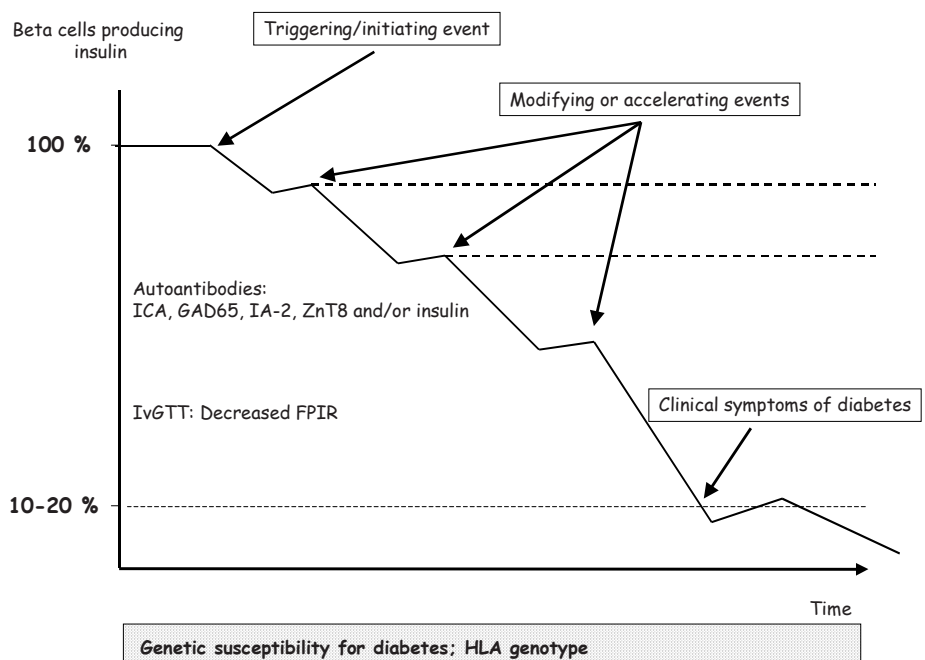 Beta cells producing
insulin
Triggering/initiating event
Modifying or accelerating events
100 %
Autoantibodies:
ICA, GAD65, IA-2, ZnT8 and/or insulin
IvGTT: Decreased FPIR
Clinical symptoms of diabetes
10-20 %
Time
Genetic susceptibility for diabetes; HLA genotype